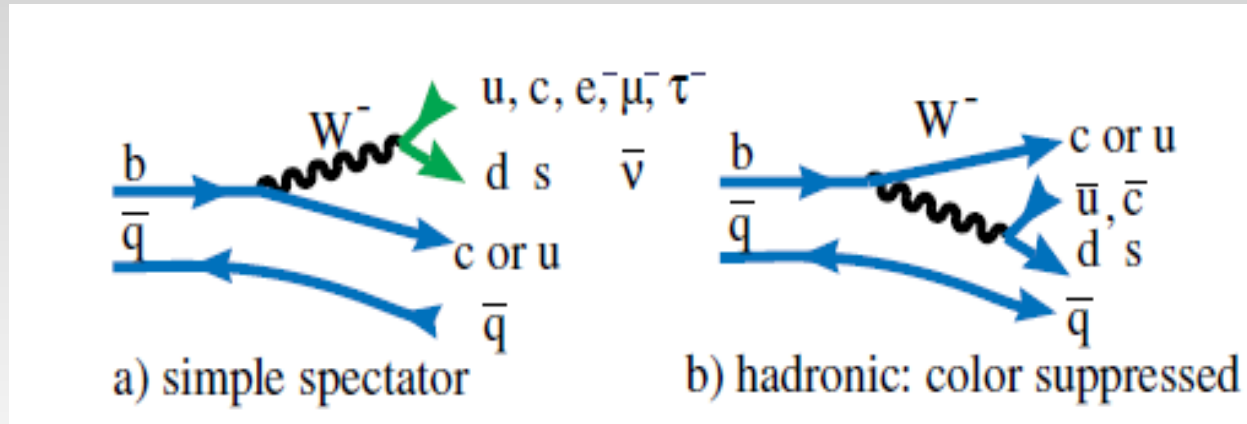 u, c, e,⁻ μ,⁻ τ⁻
W⁻
b
d s ν̄
q̄
c or u
q̄
a) simple spectator
W⁻
c or u
b
ū, c̄
q̄
d s
q̄
b) hadronic: color suppressed